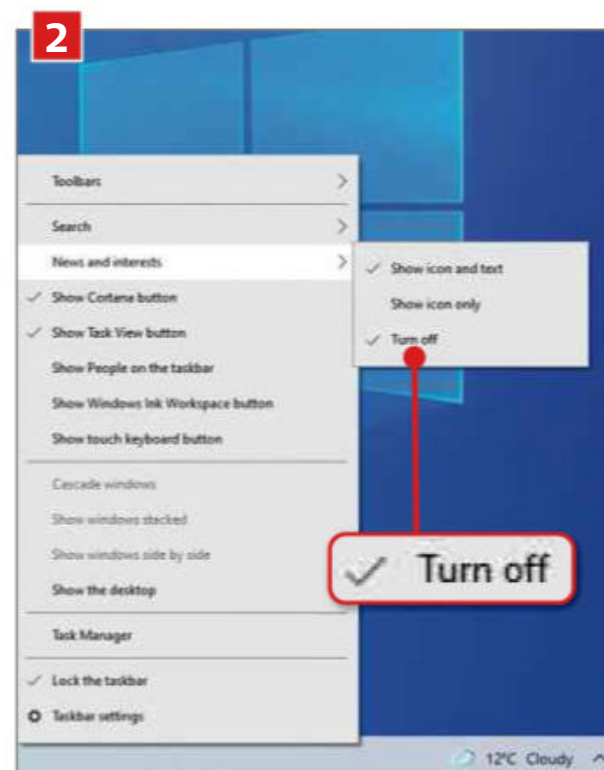 2
Toolbars
Search
News and interests
Show Cortana button
Show Task View button
Show People on the taskbar
Show Windows Ink Workspace button
Show touch keyboard button
Cascade windows
Show windows stacked
Show windows side by side
Show the desktop
Task Manager
Lock the taskbar
Taskbar settings
Show icon and text
Show icon only
Turn off
Turn off
12°C Cloudy